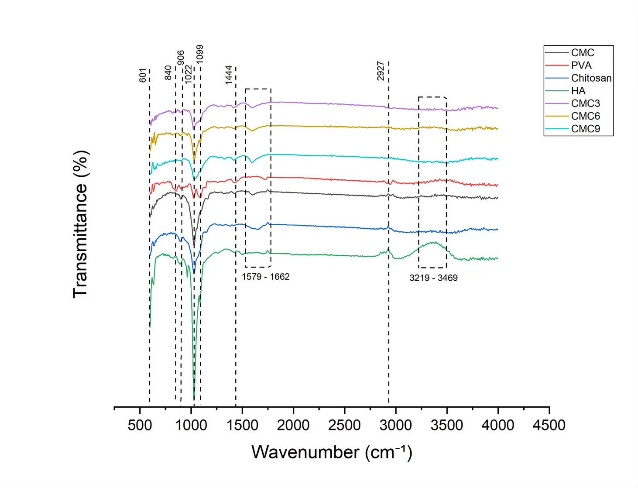 601
840
906
1022
1099
1444
2927
CMC
PVA
Chitosan
HA
CMC3
CMC6
CMC9
Transmittance (%)
1579 - 1662
3219 - 3469
500
1000
1500
2000
2500
3000
3500
4000
4500
Wavenumber (cm⁻¹)